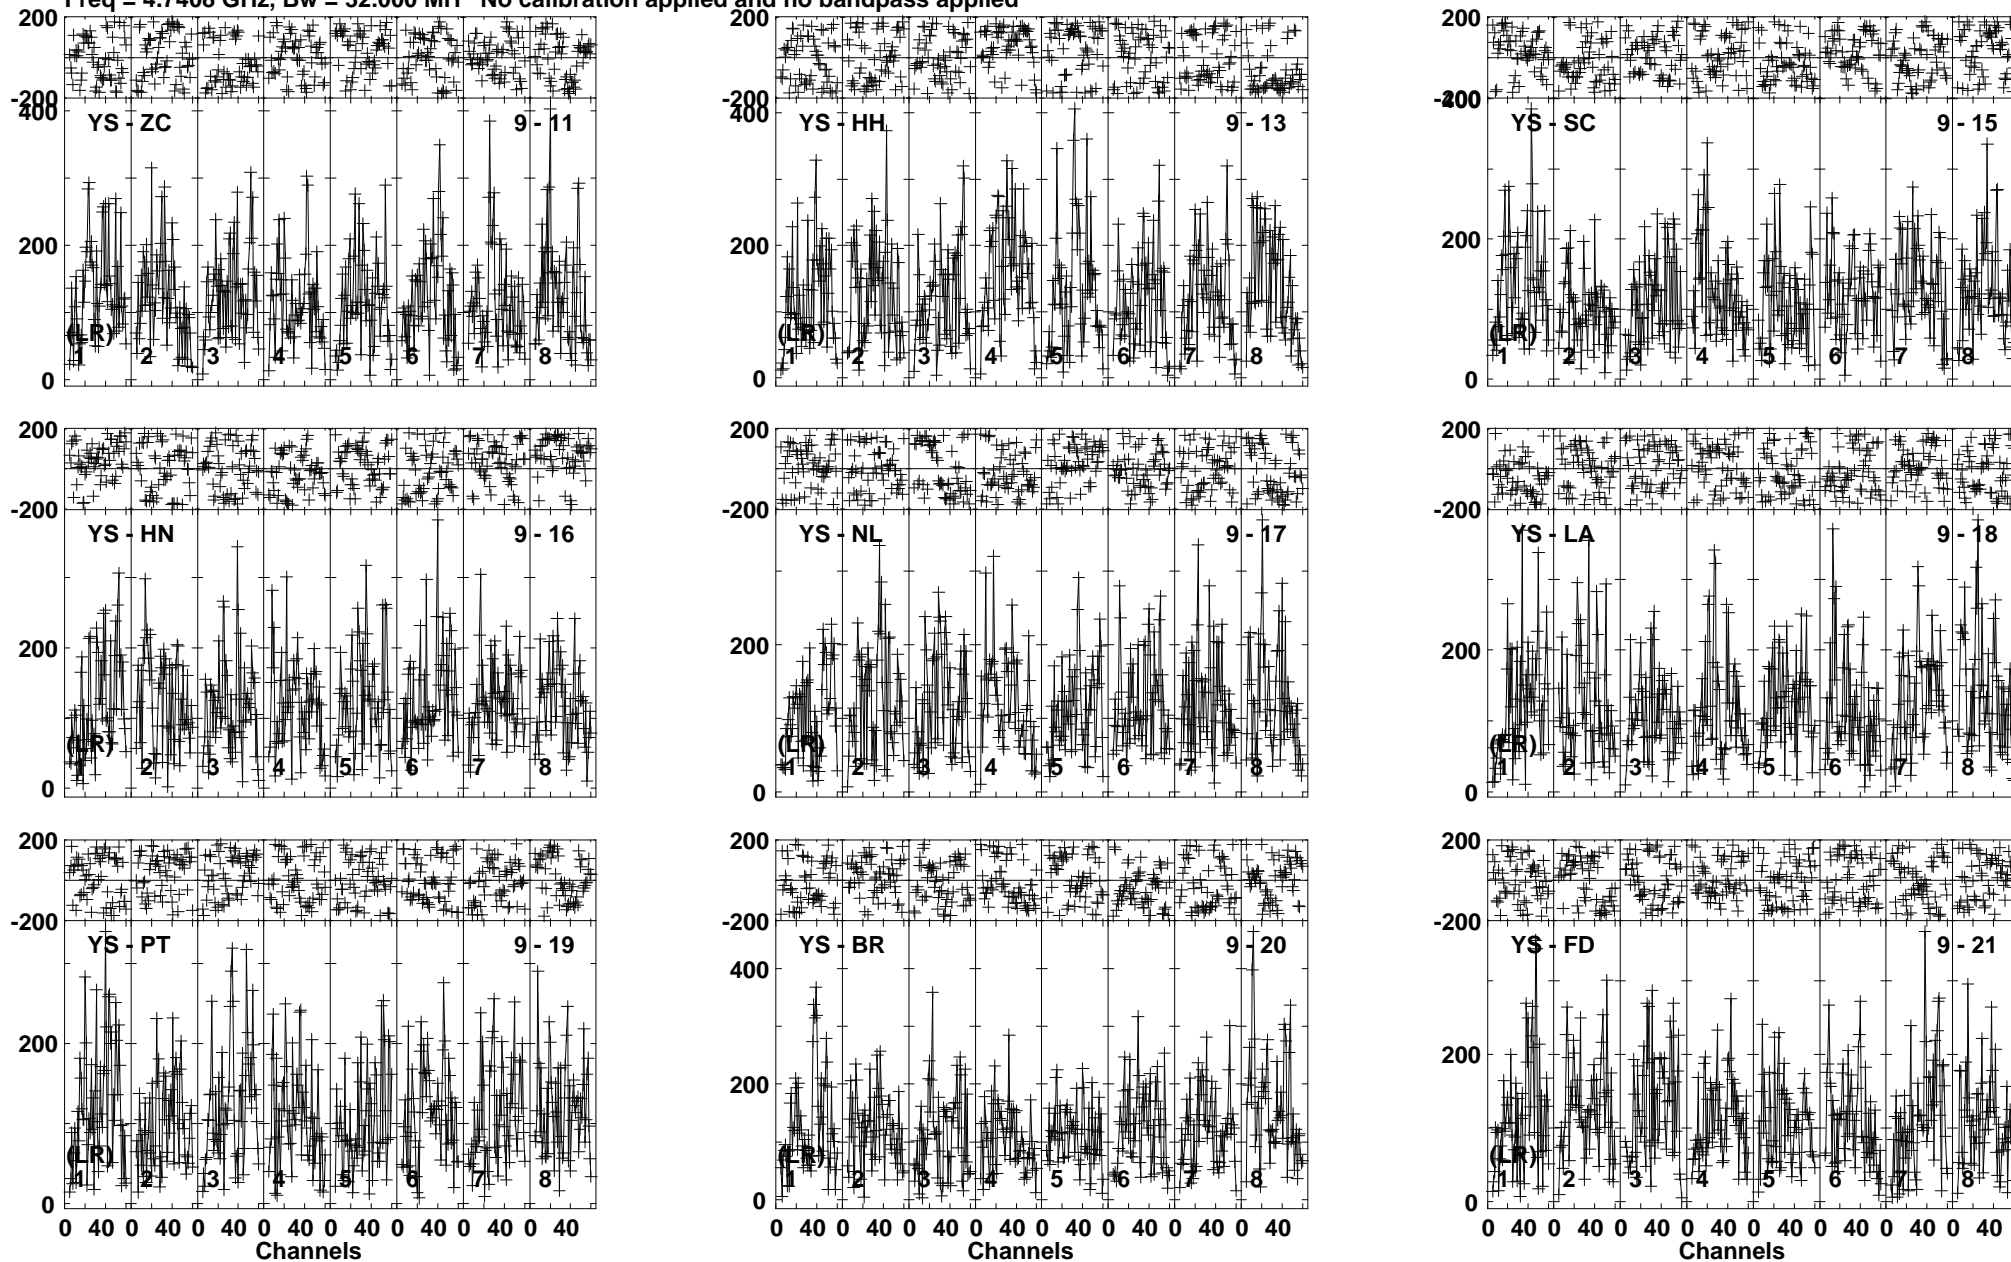 Freq = 4.7408 GHz, Bw = 32.000 MH No calibration applied and no bandpass applied
200 200 200
-200 -200 -200
400 400 400
YS - ZC 9 - 11 YS - HH 9 - 13 YS - SC 9 - 15
200 200 200
(LR) (LR) (LR)
1 2 3 4 5 6 7 8 1 2 3 4 5 6 7 8 1 2 3 4 5 6 7 8
0 0 0
200 200 200
-200 -200 -200
YS - HN 9 - 16 YS - NL 9 - 17 YS - LA 9 - 18
200 200 200
(LR) (LR) (LR)
1 2 3 4 5 6 7 8 1 2 3 4 5 6 7 8 1 2 3 4 5 6 7 8
0 0 0
200 200 200
-200 -200 -200
YS - PT 9 - 19 YS - BR 9 - 20 YS - FD 9 - 21
400
200 200 200
(LR) (LR) (LR)
1 2 3 4 5 6 7 8 1 2 3 4 5 6 7 8 1 2 3 4 5 6 7 8
0 0 0
0 40 0 40 0 40 0 40 0 40 0 40 0 40 0 40 0 40 0 40 0 40 0 40 0 40 0 40 0 40 0 40 0 40 0 40 0 40 0 40 0 40 0 40 0 40 0 40
Channels Channels Channels